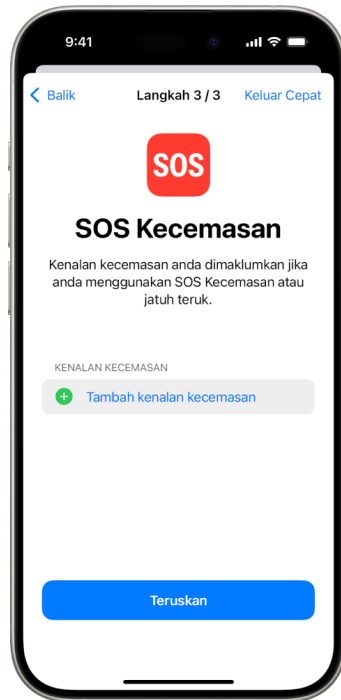 9:41
Balik
Langkah 3 / 3
Keluar Cepat
SOS
SOS Kecemasan
Kenalan kecemasan anda dimaklumkan jika
anda menggunakan SOS Kecemasan atau
jatuh teruk.
KENALAN KECEMASAN
Tambah kenalan kecemasan
Teruskan